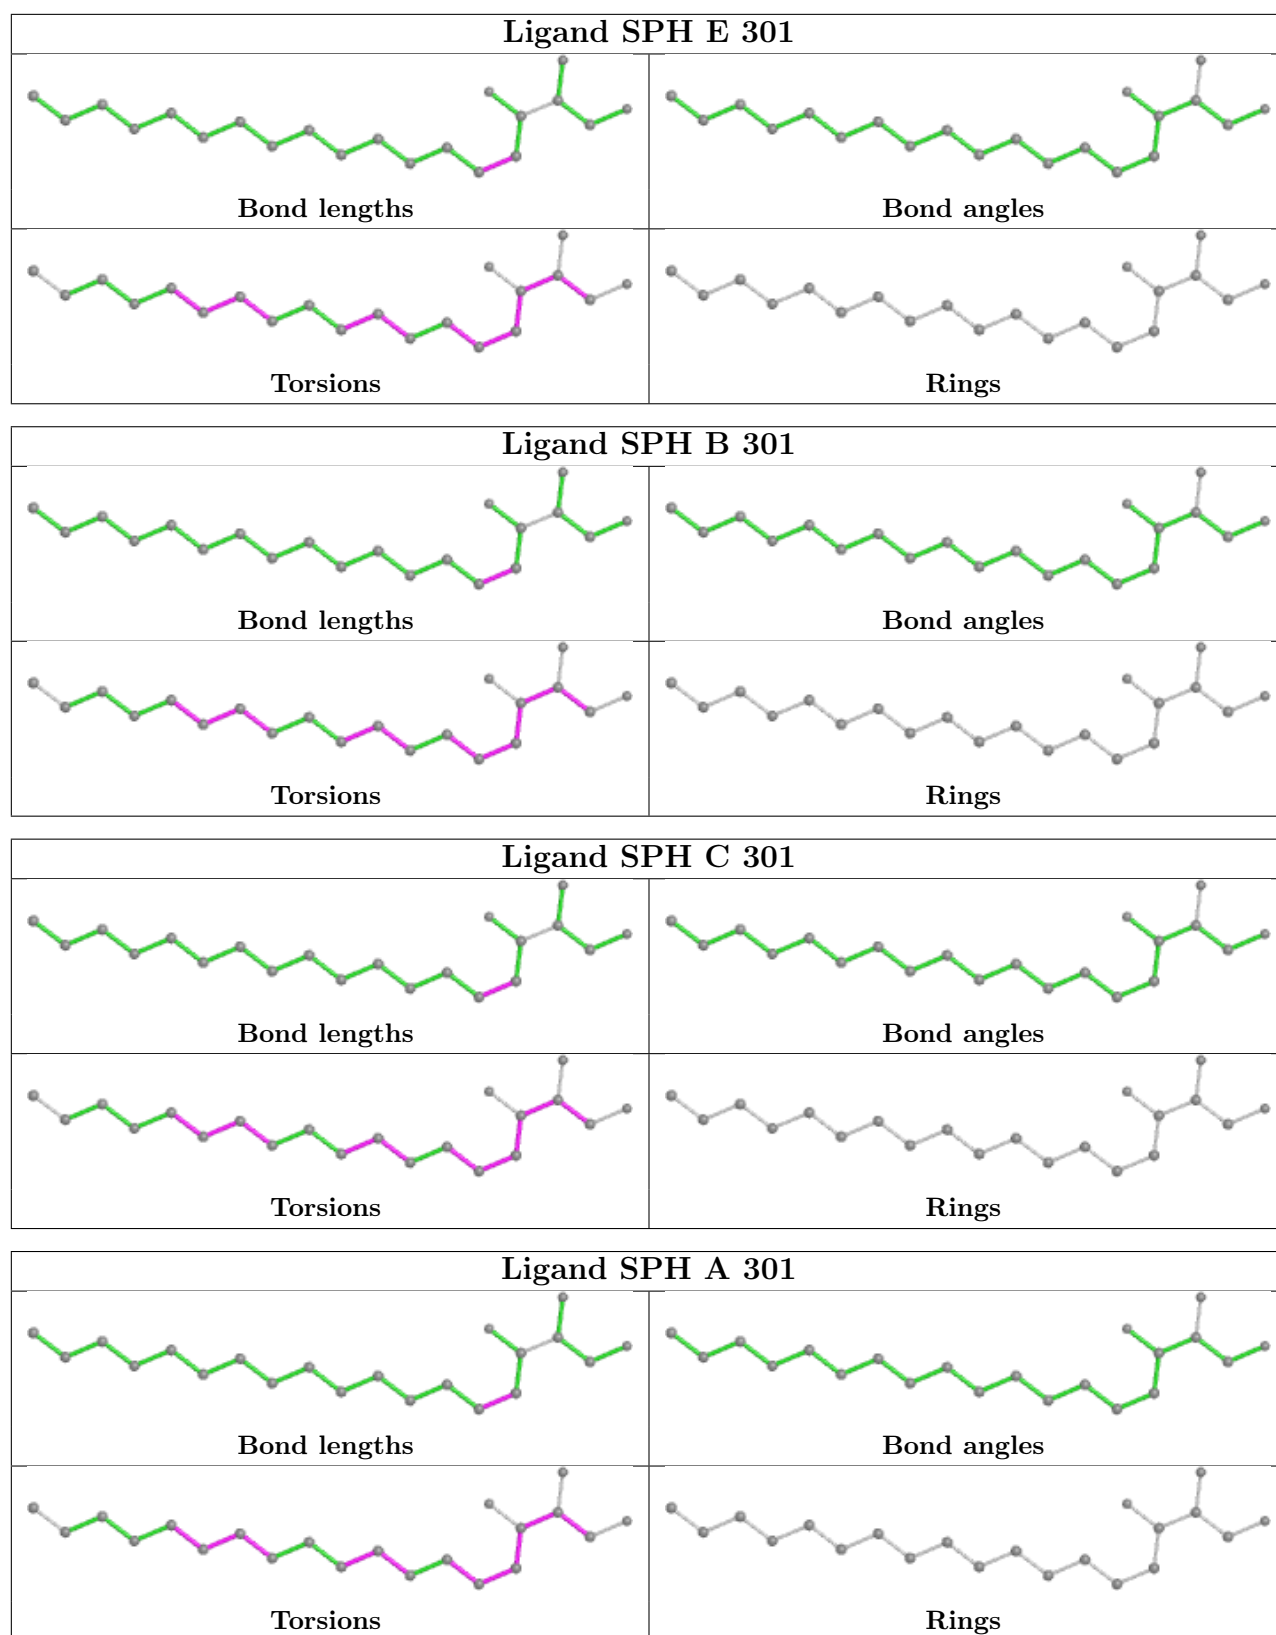 Ligand SPH E 301
Bond lengths Bond angles
Torsions Rings
Ligand SPH B 301
Bond lengths Bond angles
Torsions Rings
Ligand SPH C 301
Bond lengths Bond angles
Torsions Rings
Ligand SPH A 301
Bond lengths Bond angles
Torsions Rings